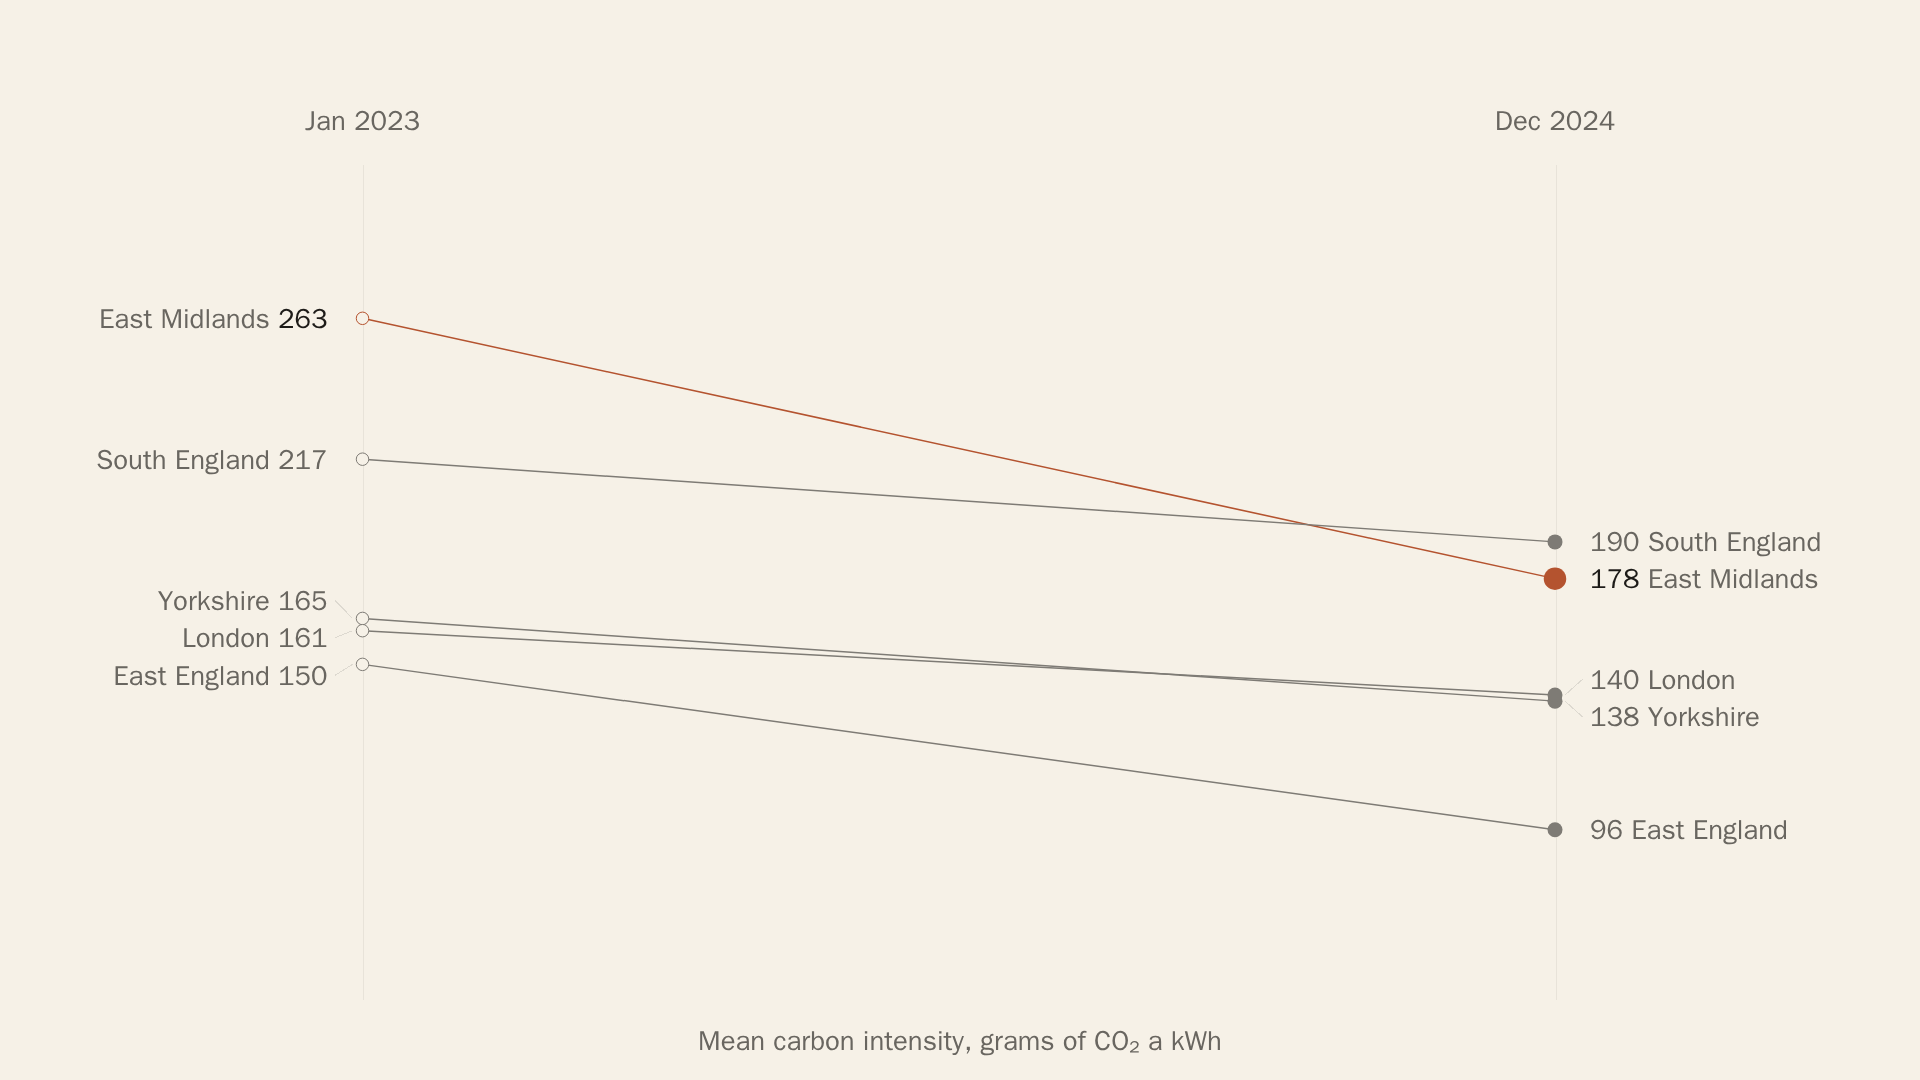 Jan 2023
Dec 2024
East Midlands 263
South England 217
Yorkshire 165
London 161
East England 150
190 South England
178 East Midlands
140 London
138 Yorkshire
96 East England
Mean carbon intensity, grams of CO₂ a kWh